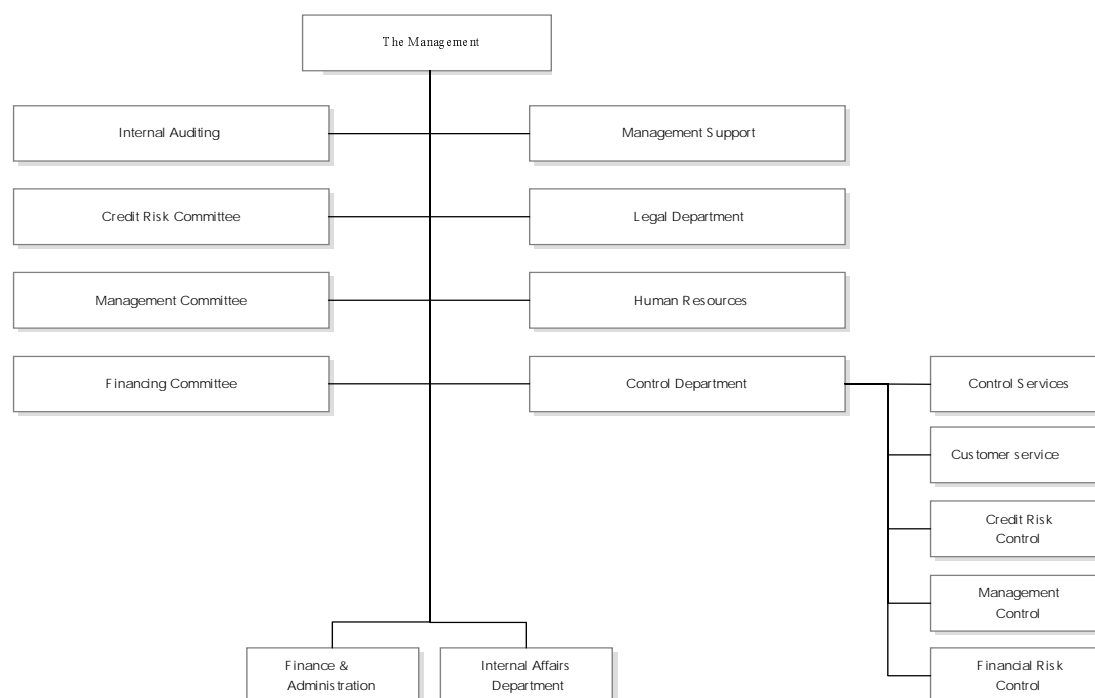 The Management
Internal Auditing
Management Support
Credit Risk Committee
Legal Department
Management Committee
Human Resources
Financing Committee
Control Department
Control Services
Customer service
Credit Risk
Control
Management
Control
Finance &
Administration
Internal Affairs
Department
Financial Risk
Control